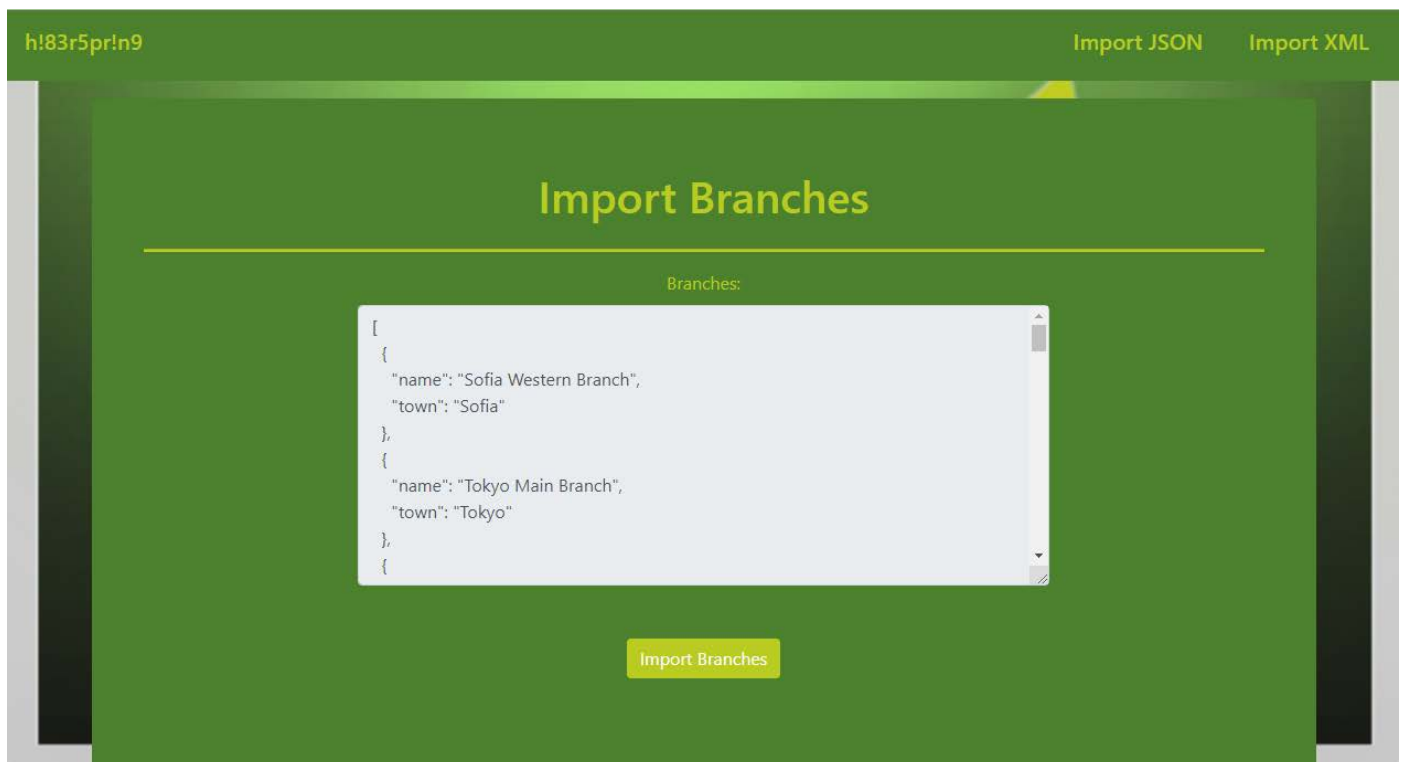 h!83r5pr!n9 Import JSON Import XML
Import Branches
Branches:
[
{
"name": "Sofia Western Branch",
"town": "Sofia"
},
{
"name": "Tokyo Main Branch",
"town": "Tokyo"
},
{
Import Branches